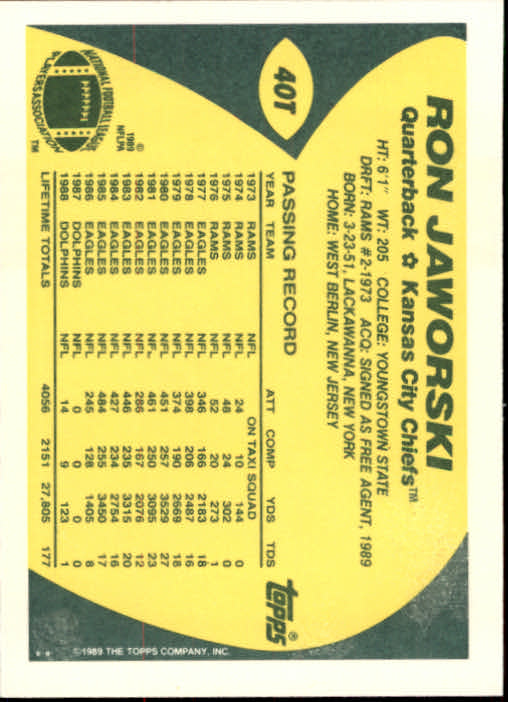 40T
RON JAWORSKI
Quarterback ✩ Kansas City Chiefs™
HT: 6'1" WT: 205 COLLEGE: YOUNGSTOWN STATE
DRFT: RAMS #2-1973 ACQ: SIGNED AS FREE AGENT, 1989
BORN: 3-23-51, LACKAWANNA, NEW YORK
HOME: WEST BERLIN, NEW JERSEY
PASSING RECORD
topps®
YEAR TEAM ATT COMP YDS TDS
1973 RAMS NFL ON TAXI SQUAD
1974 RAMS NFL 24 10 144 0
1975 RAMS NFL 48 24 302 0
1976 RAMS NFL 52 20 273 1
1977 EAGLES NFL 346 166 2183 18
1978 EAGLES NFL 398 206 2487 16
1979 EAGLES NFL 374 190 2669 18
1980 EAGLES NFL 451 257 3529 27
1981 EAGLES NFL 461 250 3095 23
1982 EAGLES NFL 286 167 2076 12
1983 EAGLES NFL 446 235 3315 20
1984 EAGLES NFL 427 234 2754 16
1985 EAGLES NFL 484 255 3450 17
1986 EAGLES NFL 245 128 1405 8
1987 DOLPHINS NFL 0 0 0 0
1988 DOLPHINS NFL 14 9 123 1
LIFETIME TOTALS 4056 2151 27,805 177
NATIONAL FOOTBALL LEAGUE
PLAYERS ASSOCIATION
™
©
1989
NFLPA
** ©1989 THE TOPPS COMPANY, INC.